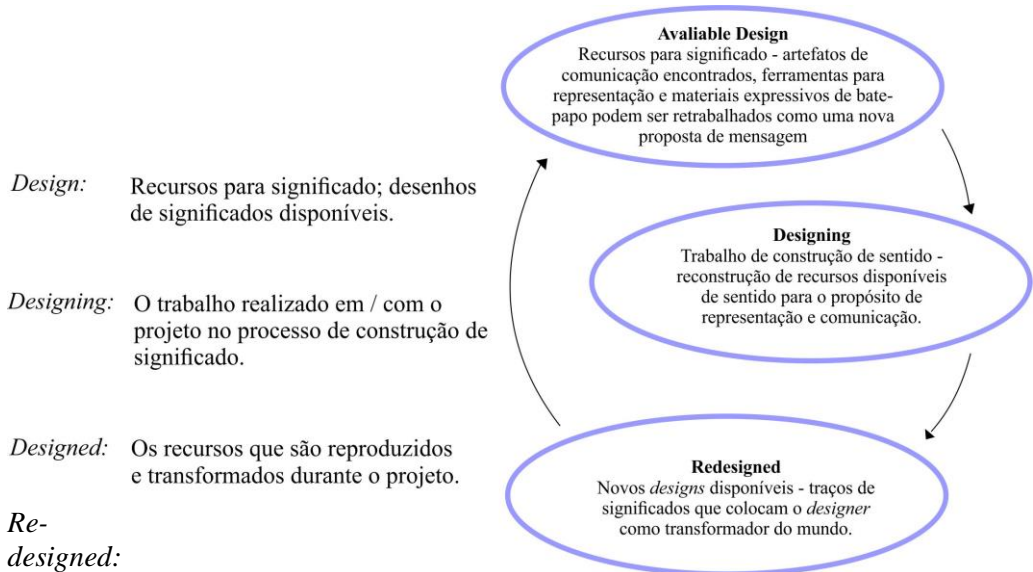 Design:
Recursos para significado; desenhos
de significados disponíveis.
Designing:
O trabalho realizado em / com o
projeto no processo de construção de
significado.
Designed:
Os recursos que são reproduzidos
e transformados durante o projeto.
Re-
designed:
Avaliable Design
Recursos para significado - artefatos de
comunicação encontrados, ferramentas para
representação e materiais expressivos de bate-
papo podem ser retrabalhados como uma nova
proposta de mensagem
Designing
Trabalho de construção de sentido -
reconstrução de recursos disponíveis
de sentido para o propósito de
representação e comunicação.
Redesigned
Novos designs disponíveis - traços de
significados que colocam o designer
como transformador do mundo.